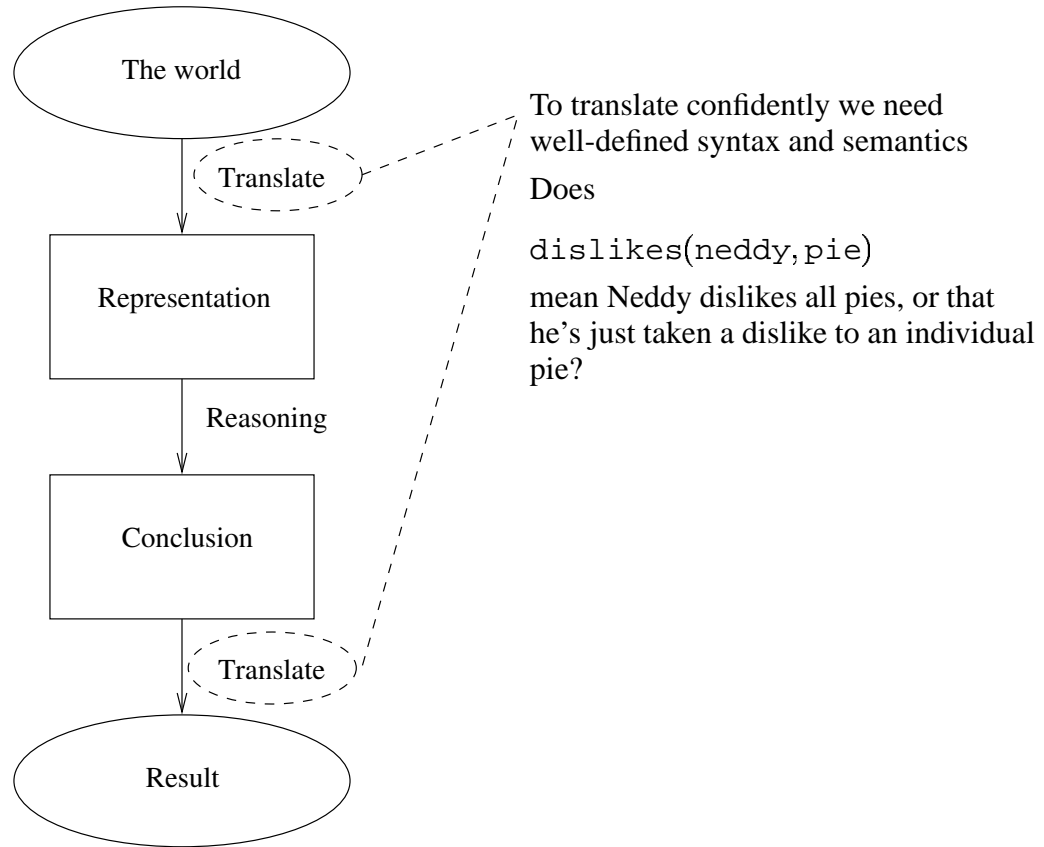 The world
Translate
Representation
Reasoning
Conclusion
Translate
Result
To translate confidently we need
well-defined syntax and semantics
Does
dislikes(neddy,pie)
mean Neddy dislikes all pies, or that
he's just taken a dislike to an individual
pie?